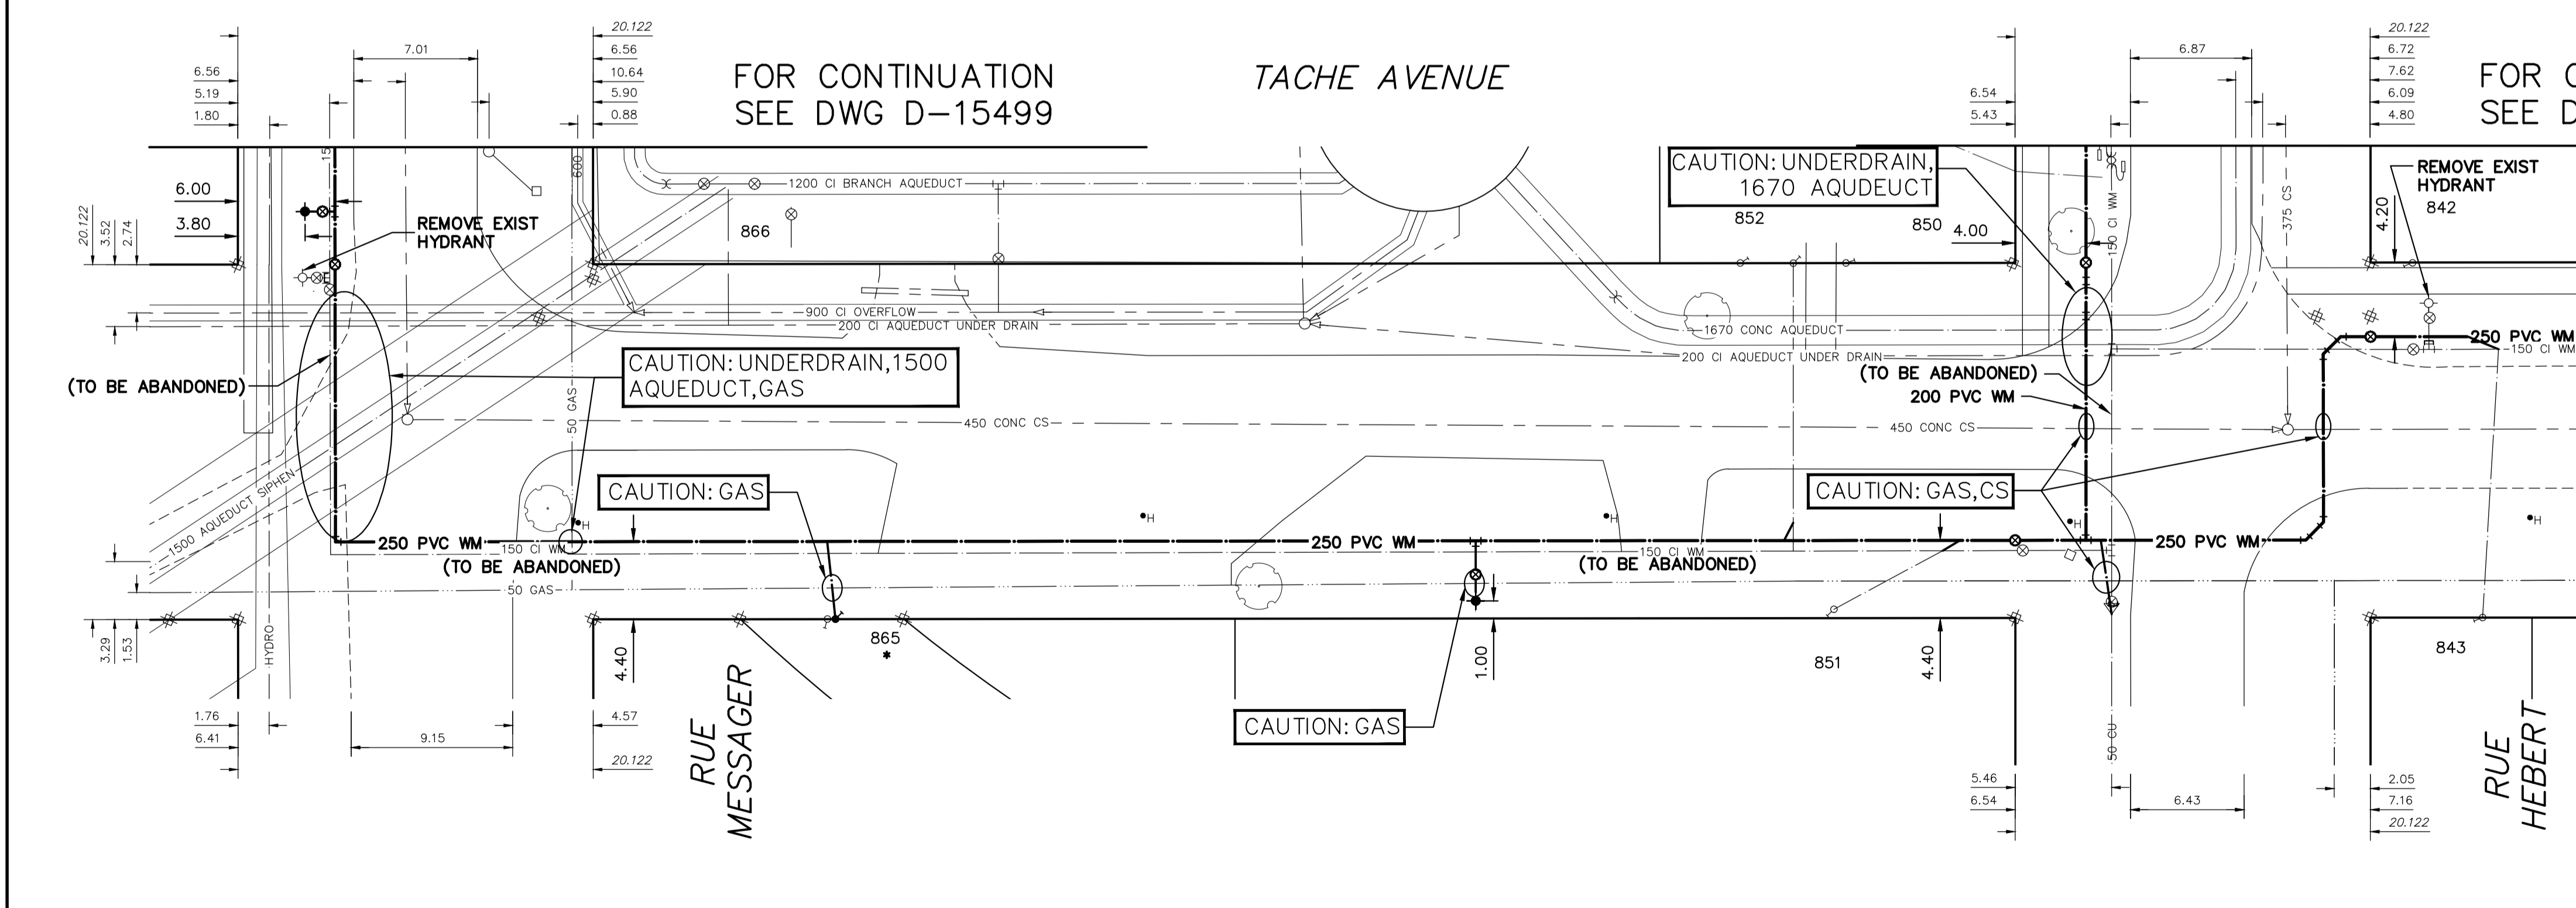 20.122
6.56
10.64
5.90
0.88
7.01
6.56
5.19
1.80
FOR CONTINUATION
SEE DWG D-15499
TACHE AVENUE
6.87
6.54
5.43
20.122
6.72
7.62
6.09
4.80
FOR C
SEE D
15
600
6.00
3.80
20.122
3.52
2.74
REMOVE EXIST
HYDRANT
1200 CI BRANCH AQUEDUCT
866
CAUTION: UNDERDRAIN,
1670 AQUDEUCT
852
850
4.00
150 CI WM
375 CS
4.20
REMOVE EXIST
HYDRANT
842
900 CI OVERFLOW
200 CI AQUEDUCT UNDER DRAIN
1670 CONC AQUEDUCT
200 CI AQUEDUCT UNDER DRAIN
250 PVC WM
150 CI WM
(TO BE ABANDONED)
CAUTION: UNDERDRAIN,1500
AQUEDUCT,GAS
(TO BE ABANDONED)
200 PVC WM
50 GAS
450 CONC CS
450 CONC CS
1500 AQUEDUCT SIPHEN
CAUTION: GAS
CAUTION: GAS,CS
H
H
H
H
H
250 PVC WM
150 CI WM
(TO BE ABANDONED)
250 PVC WM
150 CI WM
(TO BE ABANDONED)
250 PVC WM
50 GAS
3.29
1.53
HYDRO
4.40
865
*
1.00
851
4.40
843
RUE
MESSAGER
CAUTION: GAS
1.76
6.41
9.15
4.57
20.122
50 CU
RUE
HEBERT
5.46
6.54
6.43
2.05
7.16
20.122